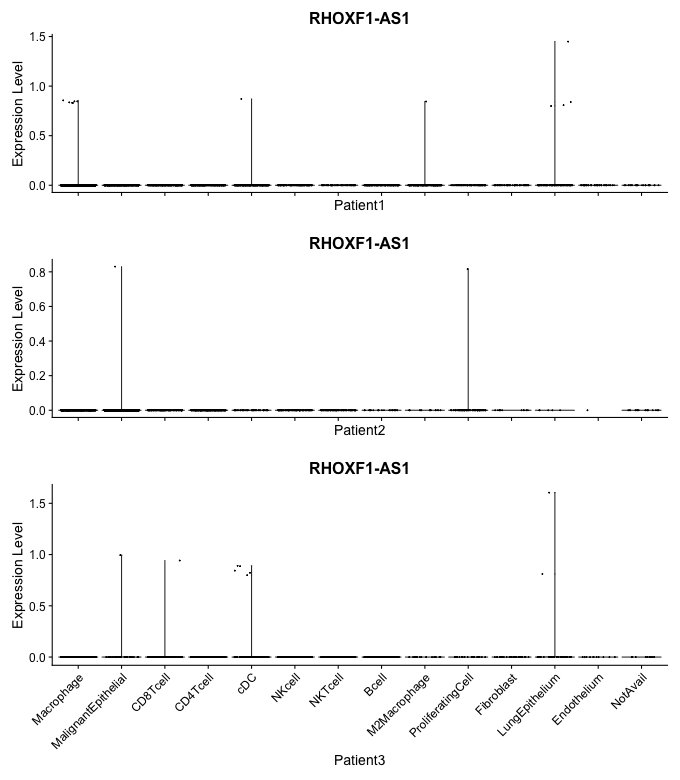 RHOXF1-AS1
Expression Level
1.5
1.0
0.5
0.0
Patient1
RHOXF1-AS1
Expression Level
0.8
0.6
0.4
0.2
0.0
Patient2
RHOXF1-AS1
Expression Level
1.5
1.0
0.5
0.0
Macrophage
MalignantEpithelial
CD8Tcell
CD4Tcell
cDC
NKcell
NKTcell
Bcell
M2Macrophage
ProliferatingCell
Fibroblast
LungEpithelium
Endothelium
NotAvail
Patient3